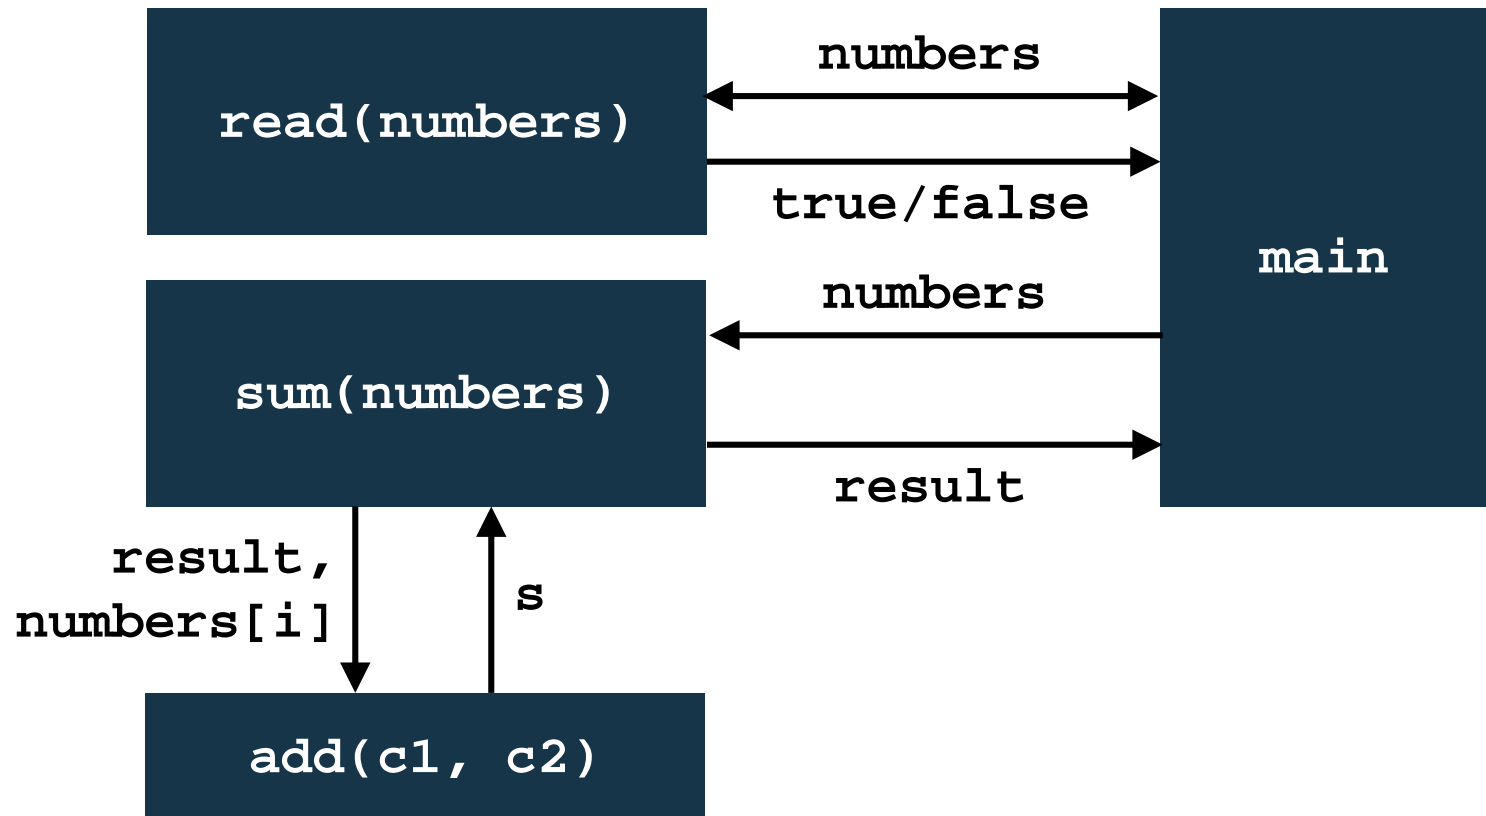 numbers
read(numbers)
true/false
main
numbers
sum(numbers)
result
result,
numbers[i]
s
add(c1, c2)